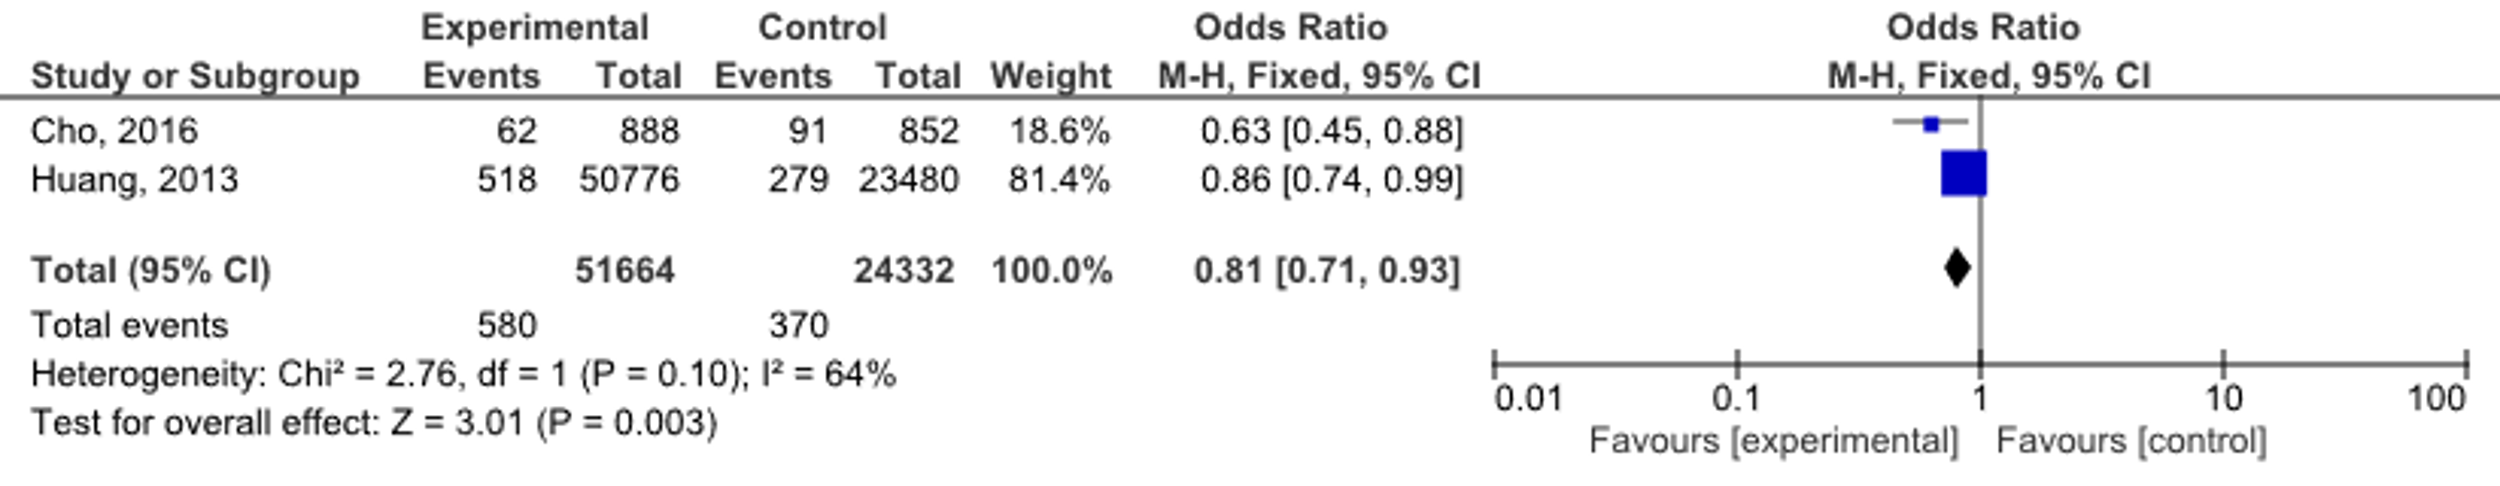 Experimental Control Odds Ratio Odds Ratio
Study or Subgroup Events Total Events Total Weight M-H, Fixed, 95% CI M-H, Fixed, 95% CI
Cho, 2016 62 888 91 852 18.6% 0.63 [0.45, 0.88]
Huang, 2013 518 50776 279 23480 81.4% 0.86 [0.74, 0.99]
Total (95% CI) 51664 24332 100.0% 0.81 [0.71, 0.93]
Total events 580 370
Heterogeneity: Chi² = 2.76, df = 1 (P = 0.10); I² = 64%
Test for overall effect: Z = 3.01 (P = 0.003)
0.01 0.1 1 10 100
Favours [experimental] Favours [control]